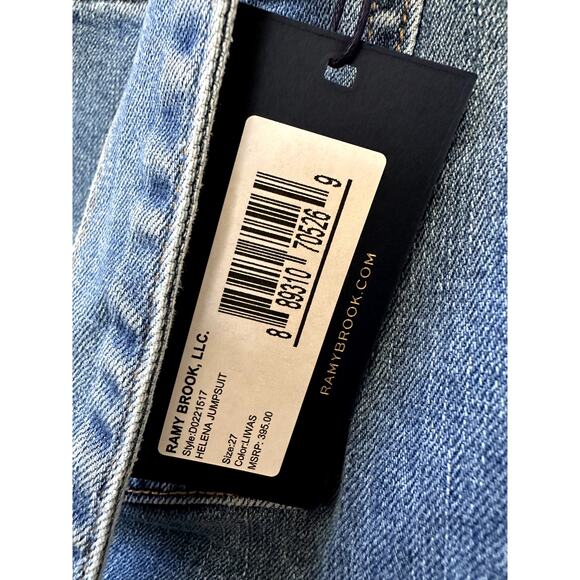 RAMY BROOK, LLC.
Style:D0221517
HELENA JUMPSUIT
Size:27
Color:LIWAS
MSRP: 395.00
8 89310 70526 9
RAMYBROOK.COM